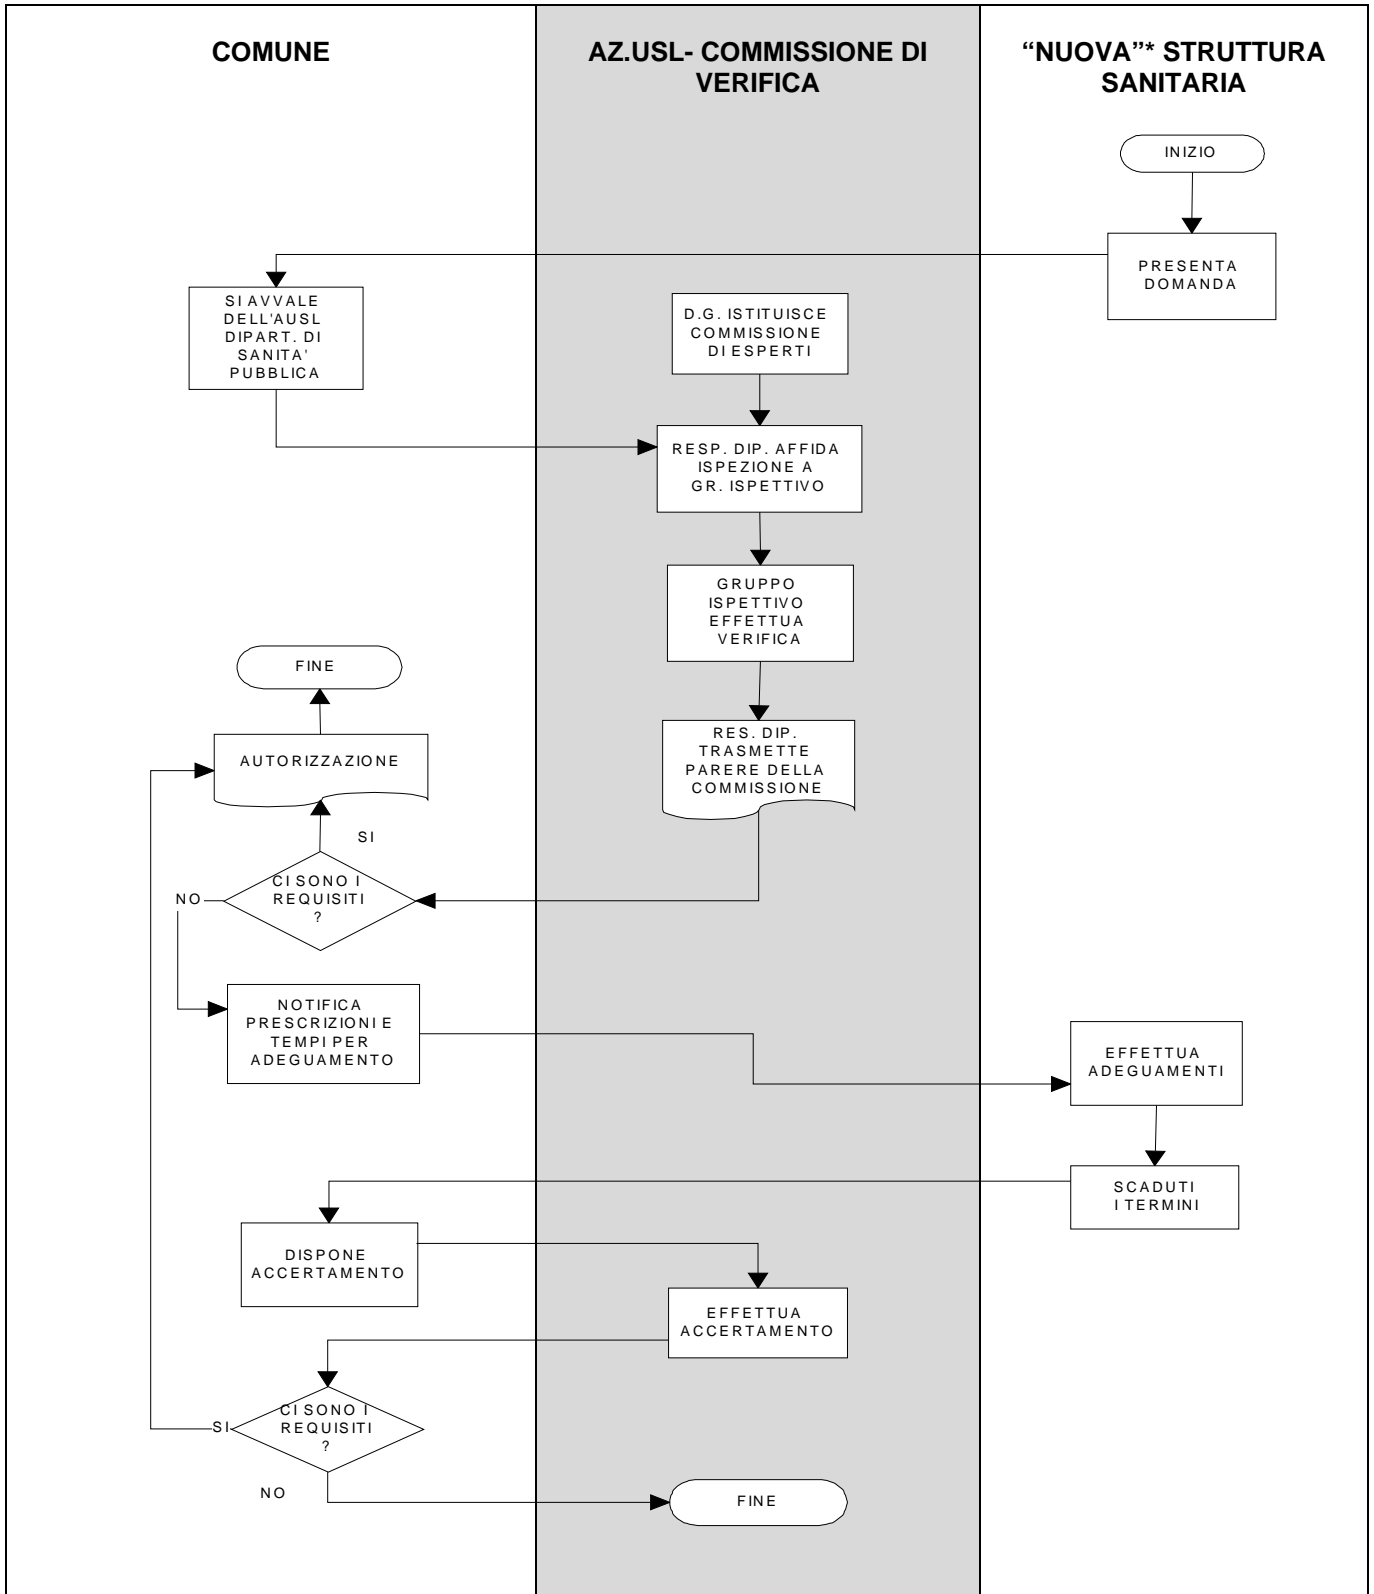 COMUNE
AZ.USL- COMMISSIONE DI
VERIFICA
“NUOVA”* STRUTTURA
SANITARIA
INIZIO
PRESENTA
DOMANDA
SI AVVALE
DELL'AUSL
DIPART. DI
SANITA'
PUBBLICA
D.G. ISTITUISCE
COMMISSIONE
DI ESPERTI
RESP. DIP. AFFIDA
ISPEZIONE A
GR. ISPETTIVO
GRUPPO
ISPETTIVO
EFFETTUA
VERIFICA
FINE
RES. DIP.
TRASMETTE
PARERE DELLA
COMMISSIONE
AUTORIZZAZIONE
SI
CI SONO I
REQUISITI
?
NO
NOTIFICA
PRESCRIZIONI E
TEMPI PER
ADEGUAMENTO
EFFETTUA
ADEGUAMENTI
SCADUTI
I TERMINI
DISPONE
ACCERTAMENTO
EFFETTUA
ACCERTAMENTO
CI SONO I
REQUISITI
?
SI
NO
FINE